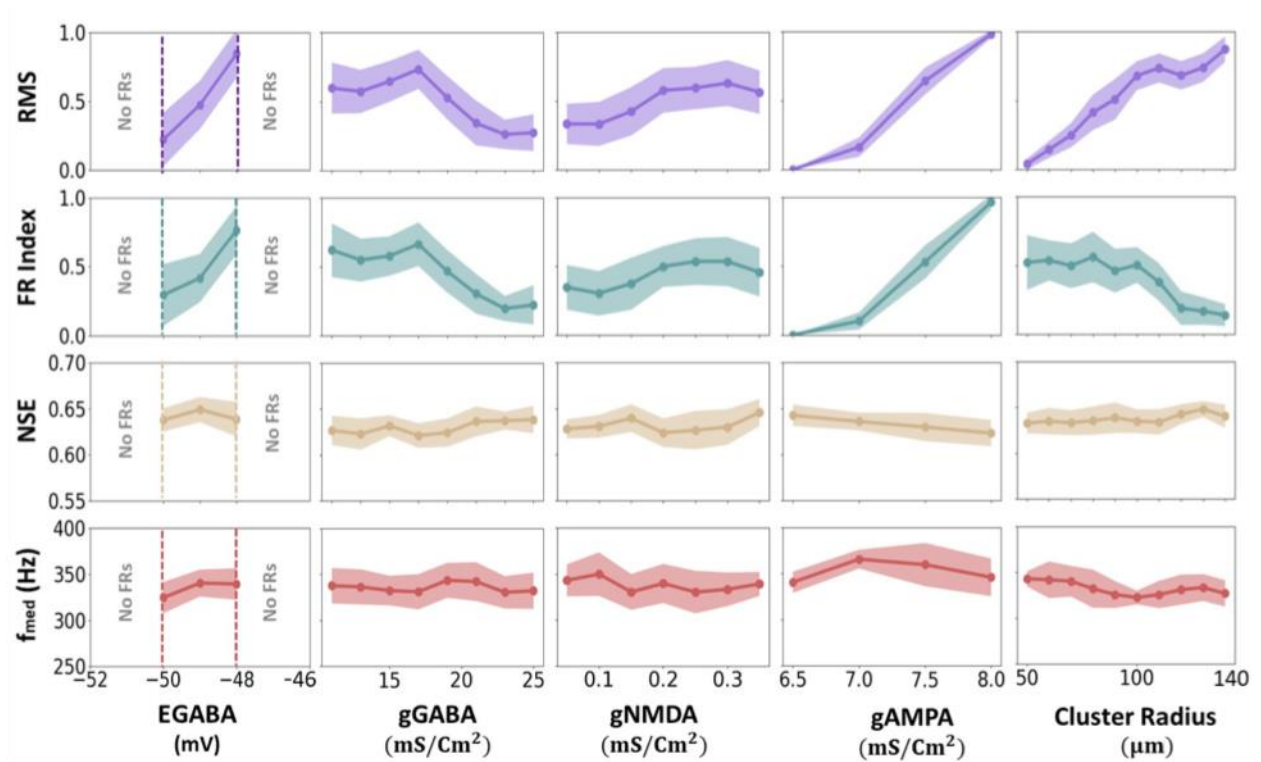 RMS
1.0
0.5
0.0
No FRs
No FRs
FR Index
1.0
0.5
0.0
No FRs
No FRs
NSE
0.70
0.65
0.60
0.55
No FRs
No FRs
fmed (Hz)
400
350
300
250
No FRs
No FRs
−52 −50 −48 -46
15 20 25
0.1 0.2 0.3
6.5 7.0 7.5 8.0
50 100 140
EGABA
(mV)
gGABA
(mS/Cm²)
gNMDA
(mS/Cm²)
gAMPA
(mS/Cm²)
Cluster Radius
(μm)